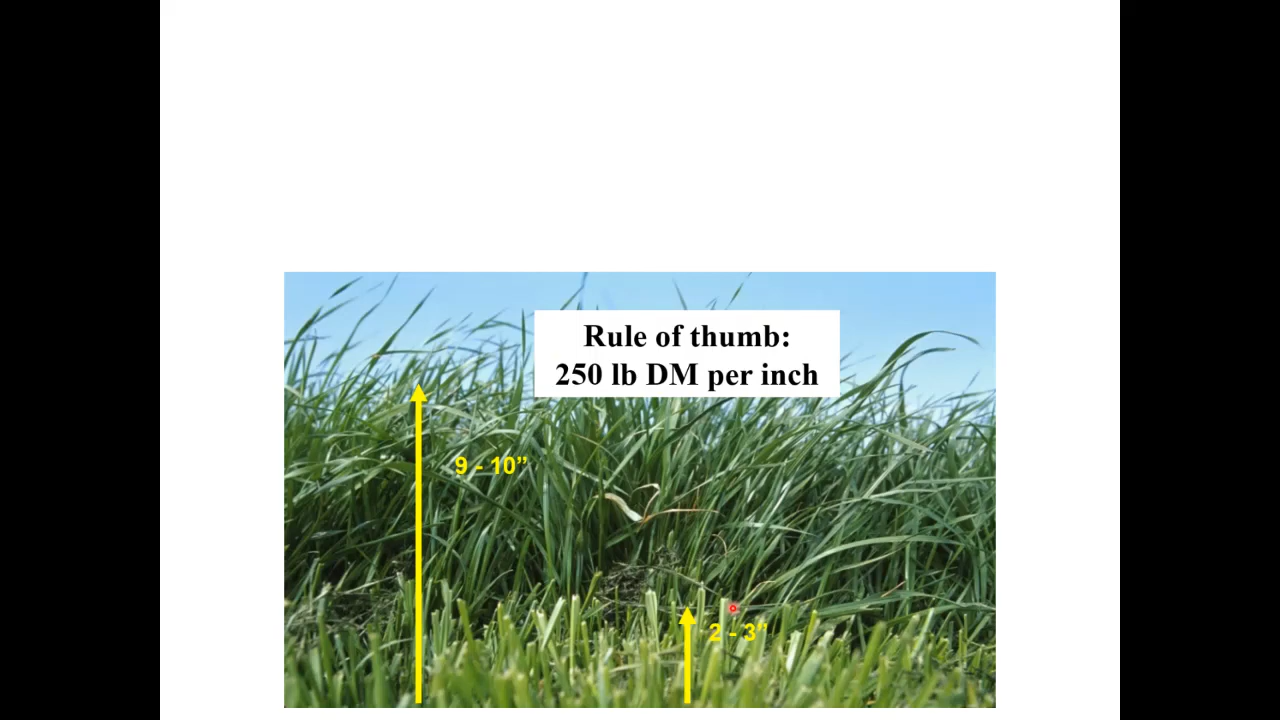 Rule of thumb:
250 lb DM per inch
9 - 10”
2 - 3”